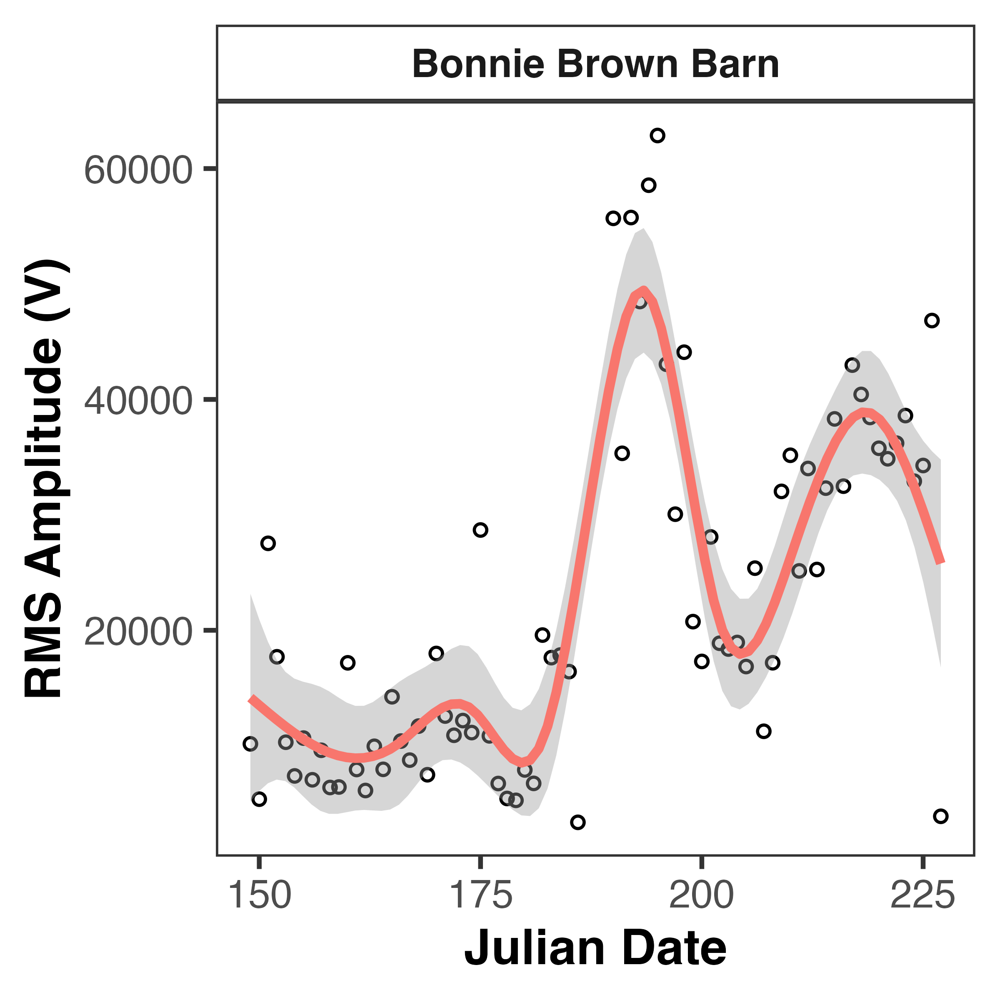 Bonnie Brown Barn
RMS Amplitude (V)
60000
40000
20000
150 175 200 225
Julian Date